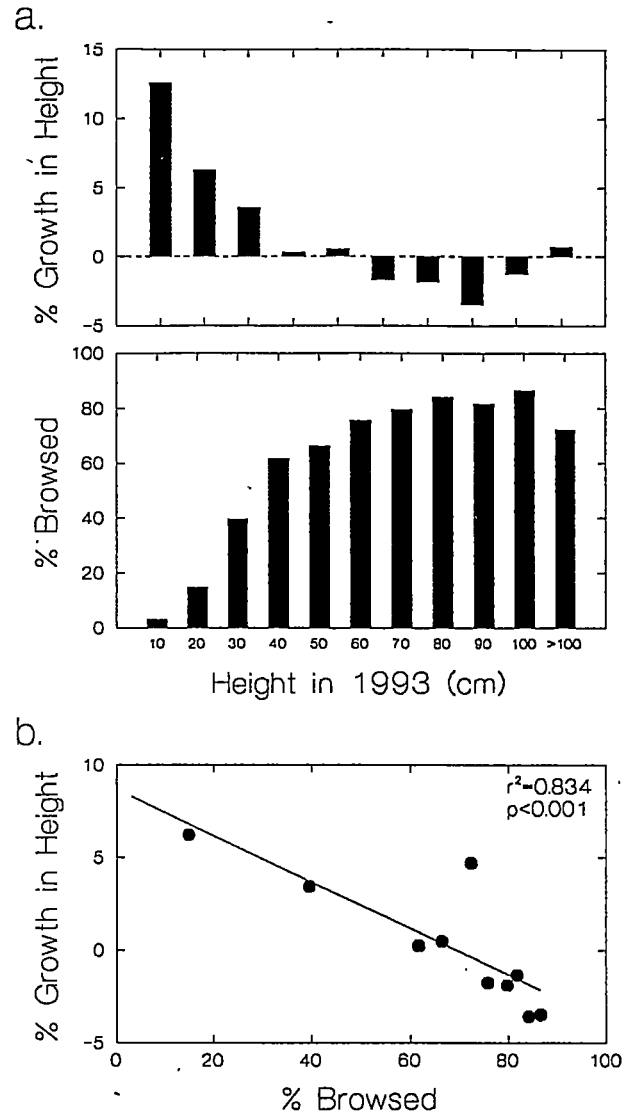 a.
% Growth in Height
15
10
5
0
-5
% Browsed
100
80
60
40
20
0
10 20 30 40 50 60 70 80 90 100 >100
Height in 1993 (cm)
b.
% Growth in Height
10
5
0
-5
r²=0.834
p<0.001
0 20 40 60 80 100
% Browsed